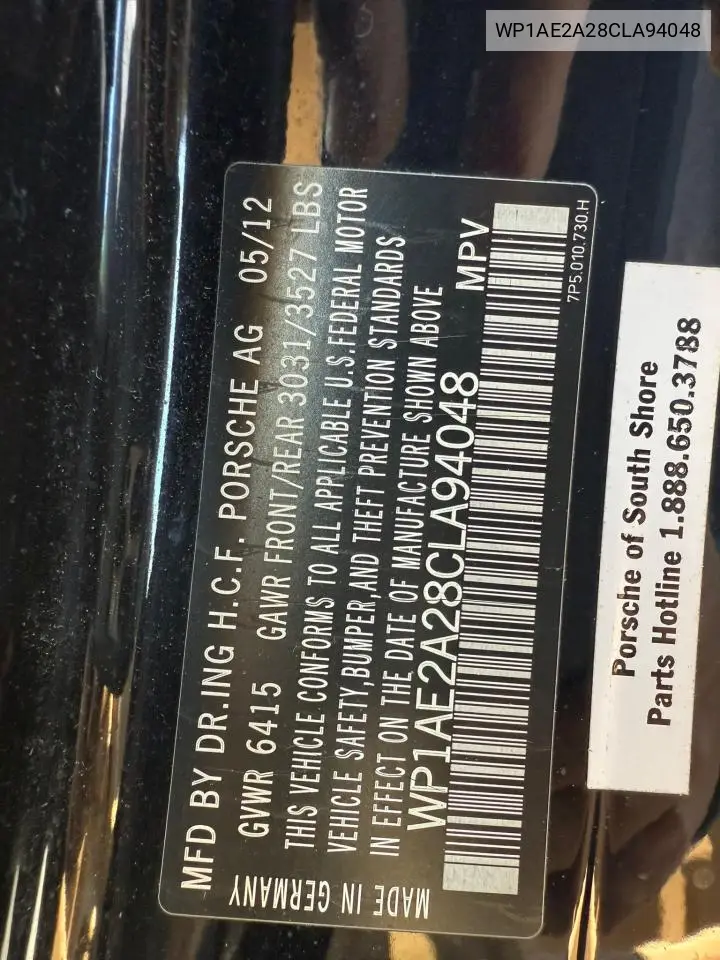 WP1AE2A28CLA94048
MFD BY DR.ING H.C.F. PORSCHE AG 05/12
GVWR 6415 GAWR FRONT/REAR 3031/3527 LBS
THIS VEHICLE CONFORMS TO ALL APPLICABLE U.S.FEDERAL MOTOR
VEHICLE SAFETY,BUMPER,AND THEFT PREVENTION STANDARDS
IN EFFECT ON THE DATE OF MANUFACTURE SHOWN ABOVE
WP1AE2A28CLA94048 MPV
MADE IN GERMANY
7P5.010.730.H
Porsche of South Shore
Parts Hotline 1.888.650.3788